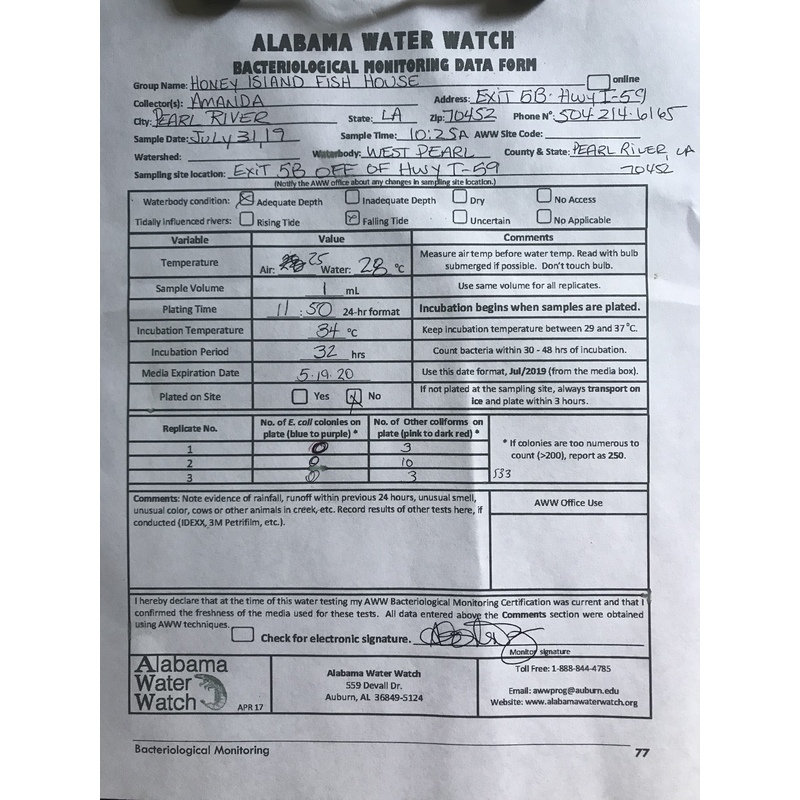 ALABAMA WATER WATCH
BACTERIOLOGICAL MONITORING DATA FORM
Group Name: HONEY ISLAND FISH HOUSE online
Collector(s): AMANDA Address: EXIT 5B. HWY I-59
City: PEARL RIVER State: LA Zip: 70452 Phone N°: 504.214.6165
Sample Date: JULY 31, 19 Sample Time: 10:25A AWW Site Code:
Watershed: Waterbody: WEST PEARL County & State: PEARL RIVER, LA
Sampling site location: EXIT 5B OFF OF HWY I-59 70452
(Notify the AWW office about any changes in sampling site location.)
Waterbody condition: Adequate Depth Inadequate Depth Dry No Access
Tidally influenced rivers: Rising Tide Falling Tide Uncertain No Applicable
Variable Value Comments
Temperature Air: 25 Water: 28 °C Measure air temp before water temp. Read with bulb submerged if possible. Don't touch bulb.
Sample Volume 1 mL Use same volume for all replicates.
Plating Time 11:50 24-hr format Incubation begins when samples are plated.
Incubation Temperature 34 °C Keep incubation temperature between 29 and 37°C.
Incubation Period 32 hrs Count bacteria within 30 - 48 hrs of incubation.
Media Expiration Date 5.19.20 Use this date format, Jul/2019 (from the media box).
Plated on Site Yes No If not plated at the sampling site, always transport on ice and plate within 3 hours.
Replicate No. No. of E. coli colonies on plate (blue to purple) * No. of Other coliforms on plate (pink to dark red) * * If colonies are too numerous to count (>200), report as 250.
1 0 3
2 0 10
3 0 3 533
Comments: Note evidence of rainfall, runoff within previous 24 hours, unusual smell, AWW Office Use
unusual color, cows or other animals in creek, etc. Record results of other tests here, if
conducted (IDEXX, 3M Petrifilm, etc.).
I hereby declare that at the time of this water testing my AWW Bacteriological Monitoring Certification was current and that I
confirmed the freshness of the media used for these tests. All data entered above the Comments section were obtained
using AWW techniques.
Check for electronic signature.
Monitor signature
Alabama
Water
Watch
APR 17
Alabama Water Watch
559 Devall Dr.
Auburn, AL 36849-5124
Toll Free: 1-888-844-4785
Email: awwprog@auburn.edu
Website: www.alabamawaterwatch.org
Bacteriological Monitoring 77